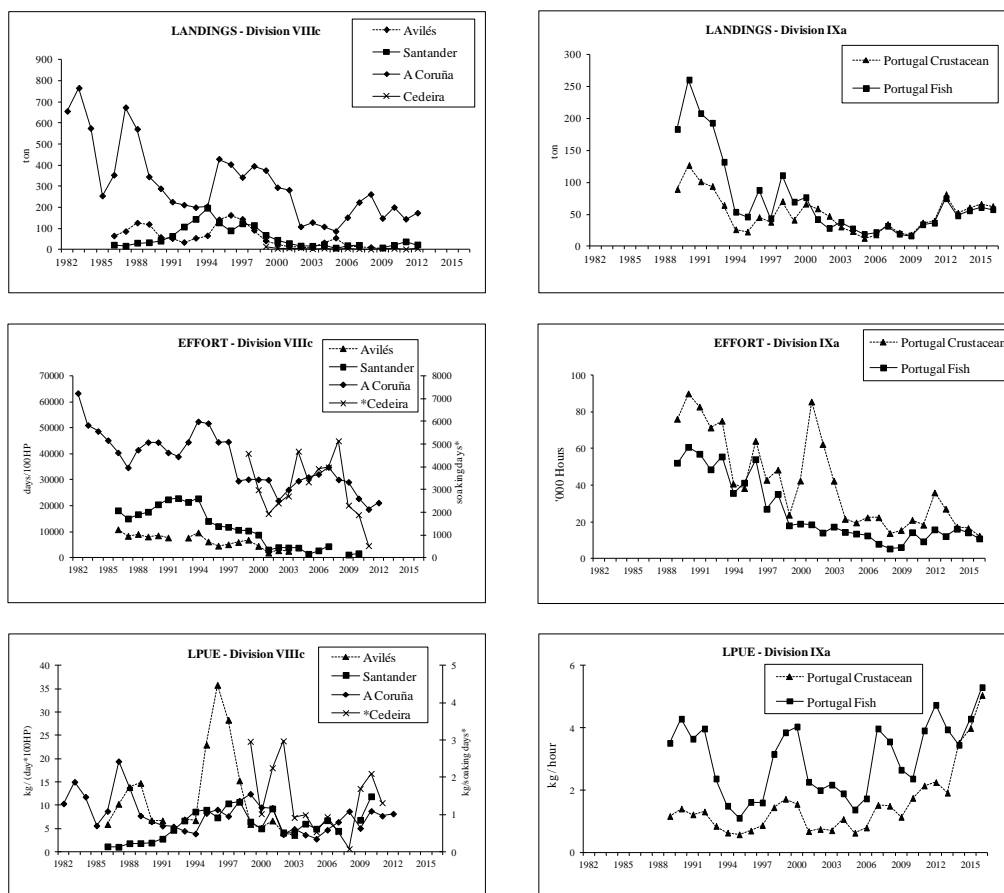 LANDINGS - Division VIIIc
Avilés
Santander
A Coruña
Cedeira
ton
900
800
700
600
500
400
300
200
100
0
1982 1985 1988 1991 1994 1997 2000 2003 2006 2009 2012 2015
LANDINGS - Division IXa
Portugal Crustacean
Portugal Fish
ton
300
250
200
150
100
50
0
1982 1985 1988 1991 1994 1997 2000 2003 2006 2009 2012 2015
EFFORT - Division VIIIc
Avilés
Santander
A Coruña
*Cedeira
days/100HP
70000
60000
50000
40000
30000
20000
10000
0
8000
7000
6000
5000
4000
3000
2000
1000
0
soaking days*
1982 1985 1988 1991 1994 1997 2000 2003 2006 2009 2012 2015
EFFORT - Division IXa
Portugal Crustacean
Portugal Fish
'000 Hours
100
80
60
40
20
0
1982 1985 1988 1991 1994 1997 2000 2003 2006 2009 2012 2015
LPUE - Division VIIIc
Avilés
Santander
A Coruña
*Cedeira
kg/(day*100HP)
40
35
30
25
20
15
10
5
0
5
4
3
2
1
0
kg/soaking days*
1982 1985 1988 1991 1994 1997 2000 2003 2006 2009 2012 2015
LPUE - Division IXa
Portugal Crustacean
Portugal Fish
kg/hour
6
4
2
0
1982 1985 1988 1991 1994 1997 2000 2003 2006 2009 2012 2015